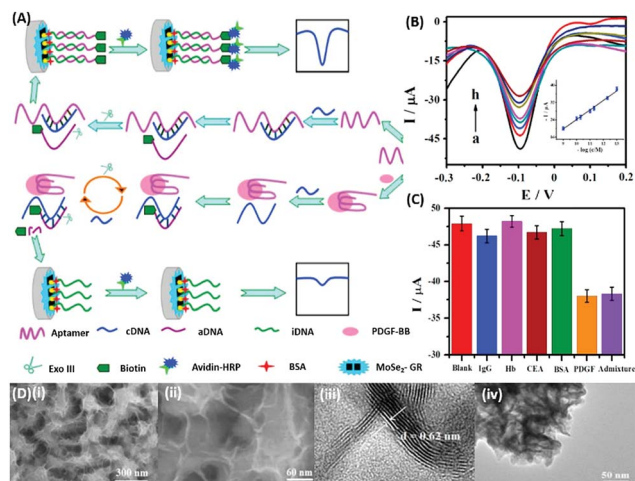 (A)
Aptamer
cDNA
aDNA
iDNA
PDGF-BB
Exo III
Biotin
Avidin-HRP
BSA
MoSe₂- GR
B
0
-15
-30
-45
I / μA
h
a
-0.3
-0.2
-0.1
0.0
0.1
0.2
E / V
- I / μA
- log (c/M)
(C)
-50
-45
-40
-35
-30
I / μA
Blank
IgG
Hb
CEA
BSA
PDGF
Admixture
(D)(i)
300 nm
(ii)
60 nm
(iii)
d = 0.62 nm
(iv)
50 nm